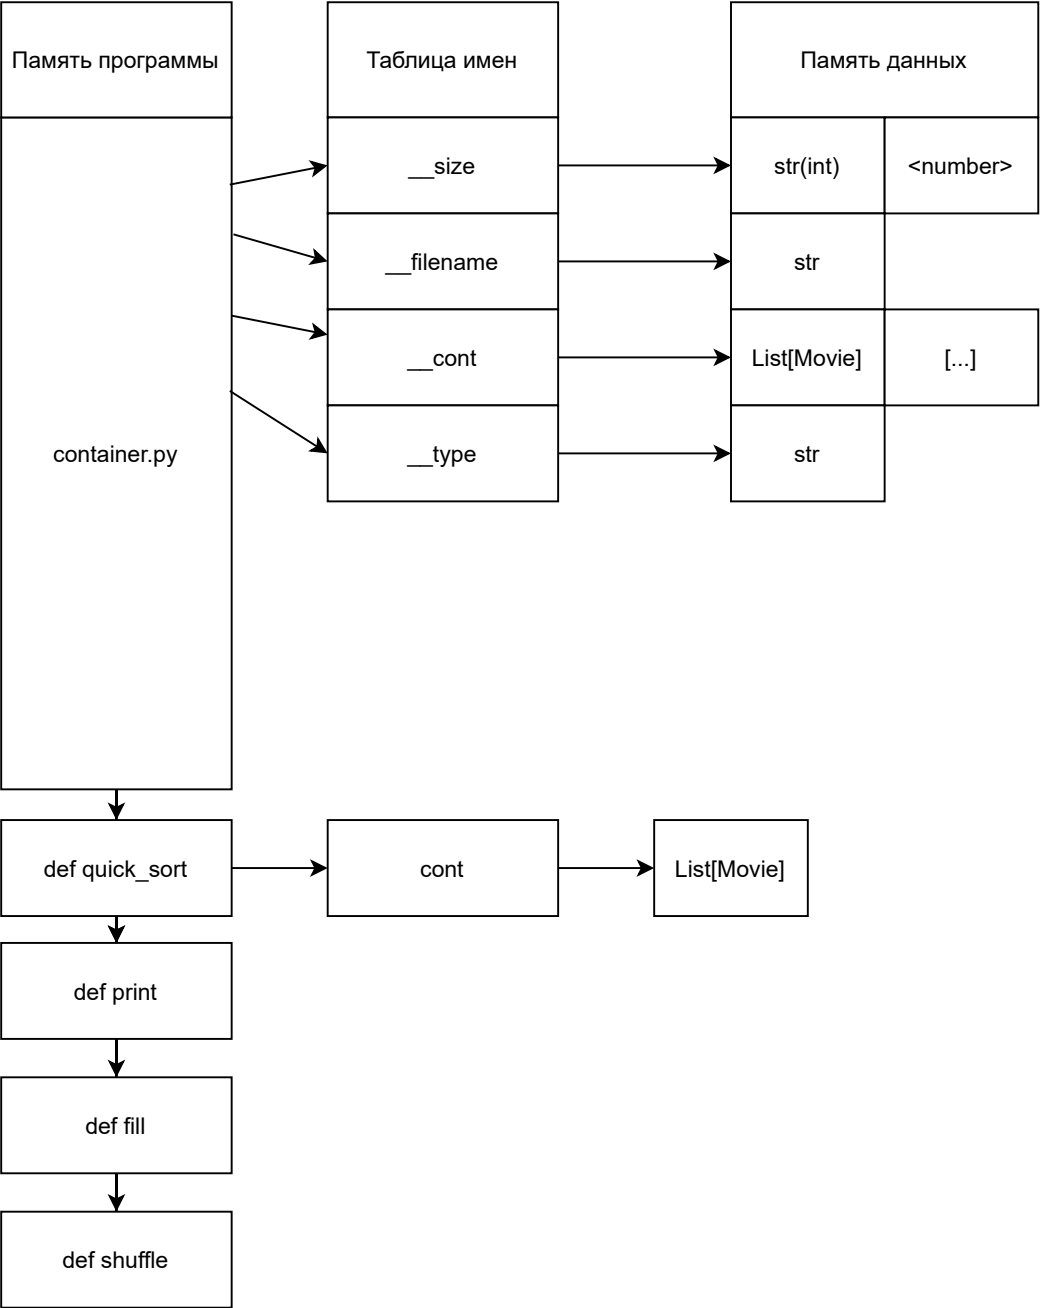 Память программы
Таблица имен
Память данных
__size
str(int)
<number>
__filename
str
__cont
List[Movie]
[...]
container.py
__type
str
def quick_sort
cont
List[Movie]
def print
def fill
def shuffle